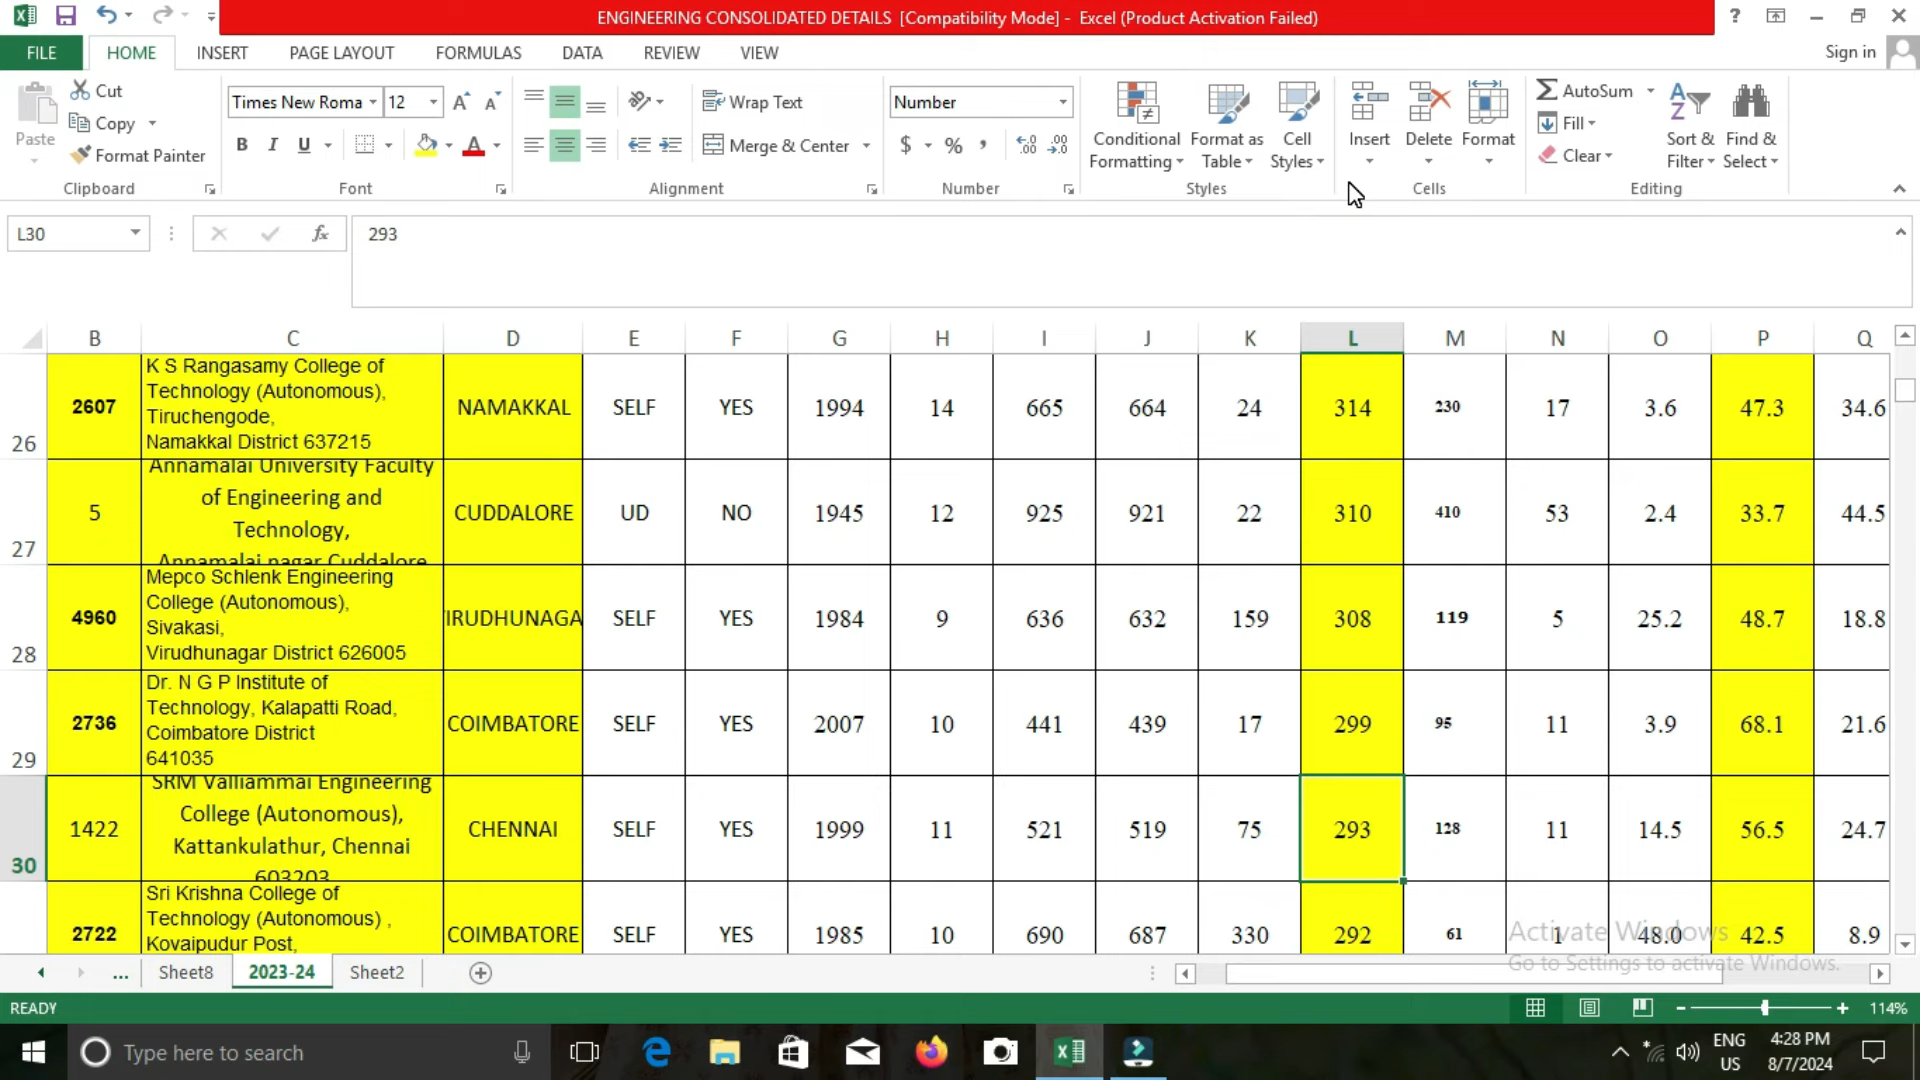 ENGINEERING CONSOLIDATED DETAILS [Compatibility Mode] - Excel (Product Activation Failed)
?
FILE HOME INSERT PAGE LAYOUT FORMULAS DATA REVIEW VIEW Sign in
Paste
Cut
Copy
Format Painter
Clipboard
Times New Roma 12
B I U
Font
Wrap Text
Merge & Center
Alignment
Number
$ % ,
Number
Conditional Formatting
Format as Table
Cell Styles
Styles
Insert Delete Format
Cells
AutoSum
Fill
Clear
Sort & Filter
Find & Select
Editing
L30 fx 293
B C D E F G H I J K L M N O P Q
26 2607 K S Rangasamy College of
Technology (Autonomous),
Tiruchengode,
Namakkal District 637215
NAMAKKAL SELF YES 1994 14 665 664 24 314 230 17 3.6 47.3 34.6
27 5 Annamalai University Faculty
of Engineering and
Technology,
Annamalai nagar Cuddalore
CUDDALORE UD NO 1945 12 925 921 22 310 410 53 2.4 33.7 44.5
28 4960 Mepco Schlenk Engineering
College (Autonomous),
Sivakasi,
Virudhunagar District 626005
IRUDHUNAGA SELF YES 1984 9 636 632 159 308 119 5 25.2 48.7 18.8
29 2736 Dr. N G P Institute of
Technology, Kalapatti Road,
Coimbatore District
641035
COIMBATORE SELF YES 2007 10 441 439 17 299 95 11 3.9 68.1 21.6
30 1422 SRM Valliammai Engineering
College (Autonomous),
Kattankulathur, Chennai
603203
CHENNAI SELF YES 1999 11 521 519 75 293 128 11 14.5 56.5 24.7
2722 Sri Krishna College of
Technology (Autonomous) ,
Kovaipudur Post,
COIMBATORE SELF YES 1985 10 690 687 330 292 61 1 48.0 42.5 8.9
Activate Windows
Go to Settings to activate Windows.
... Sheet8 2023-24 Sheet2
READY 114%
Type here to search
ENG
US
4:28 PM
8/7/2024